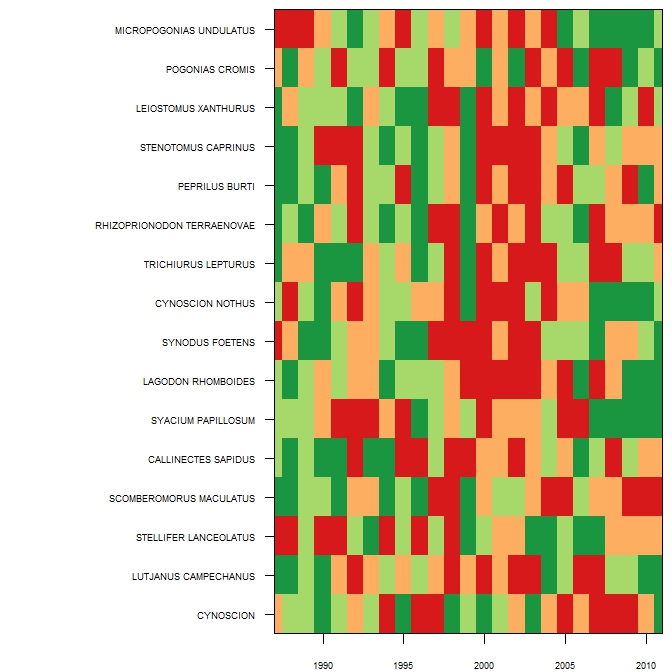 MICROPOGONIAS UNDULATUS
POGONIAS CROMIS
LEIOSTOMUS XANTHURUS
STENOTOMUS CAPRINUS
PEPRILUS BURTI
RHIZOPRIONODON TERRAENOVAE
TRICHIURUS LEPTURUS
CYNOSCION NOTHUS
SYNODUS FOETENS
LAGODON RHOMBOIDES
SYACIUM PAPILLOSUM
CALLINECTES SAPIDUS
SCOMBEROMORUS MACULATUS
STELLIFER LANCEOLATUS
LUTJANUS CAMPECHANUS
CYNOSCION
1990 1995 2000 2005 2010